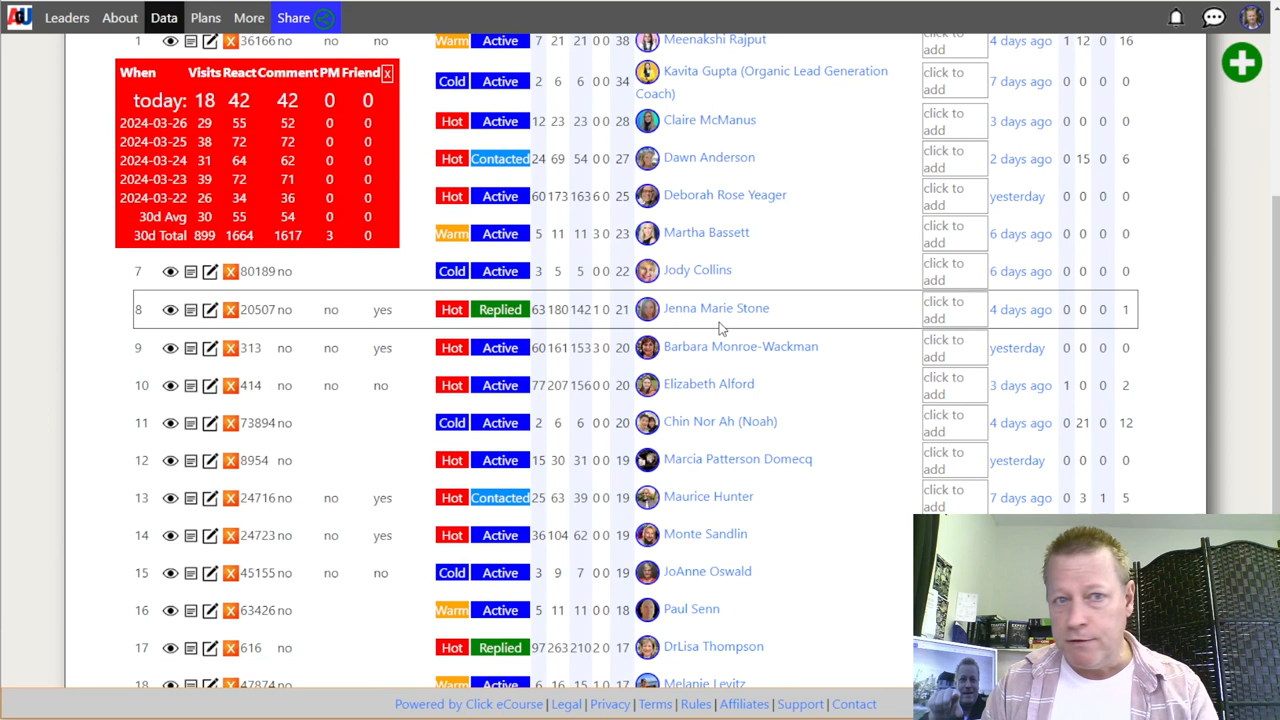 AdU Leaders About Data Plans More Share
1 X 36166 no no no Warm Active 7 21 21 0 0 38 Meenakshi Rajput click to add 4 days ago 1 12 0 16
When Visits React Comment PM Friend X
today: 18 42 42 0 0
2024-03-26 29 55 52 0 0
2024-03-25 38 72 72 0 0
2024-03-24 31 64 62 0 0
2024-03-23 39 72 71 0 0
2024-03-22 26 34 36 0 0
30d Avg 30 55 54 0 0
30d Total 899 1664 1617 3 0
Cold Active 2 6 6 0 0 34 Kavita Gupta (Organic Lead Generation Coach) click to add 7 days ago 0 0 0 0
Hot Active 12 23 23 0 0 28 Claire McManus click to add 3 days ago 0 0 0 0
Hot Contacted 24 69 54 0 0 27 Dawn Anderson click to add 2 days ago 0 15 0 6
Hot Active 60 173 163 6 0 25 Deborah Rose Yeager click to add yesterday 0 0 0 0
Warm Active 5 11 11 3 0 23 Martha Bassett click to add 6 days ago 0 0 0 0
7 X 80189 no Cold Active 3 5 5 0 0 22 Jody Collins click to add 6 days ago 0 0 0 0
8 X 20507 no no yes Hot Replied 63 180 142 1 0 21 Jenna Marie Stone click to add 4 days ago 0 0 0 1
9 X 313 no no yes Hot Active 60 161 153 3 0 20 Barbara Monroe-Wackman click to add yesterday 0 0 0 0
10 X 414 no no no Hot Active 77 207 156 0 0 20 Elizabeth Alford click to add 3 days ago 1 0 0 2
11 X 73894 no Cold Active 2 6 6 0 0 20 Chin Nor Ah (Noah) click to add 4 days ago 0 21 0 12
12 X 8954 no Hot Active 15 30 31 0 0 19 Marcia Patterson Domecq click to add yesterday 0 0 0 0
13 X 24716 no no yes Hot Contacted 25 63 39 0 0 19 Maurice Hunter click to add 7 days ago 0 3 1 5
14 X 24723 no no yes Hot Active 36 104 62 0 0 19 Monte Sandlin
15 X 45155 no no no Cold Active 3 9 7 0 0 19 JoAnne Oswald
16 X 63426 no Warm Active 5 11 11 0 0 18 Paul Senn
17 X 616 no no yes Hot Replied 97 263 210 2 0 17 DrLisa Thompson
18 X 47874 no Warm Active 6 16 15 1 0 17 Melanie Levitz
Powered by Click eCourse | Legal | Privacy | Terms | Rules | Affiliates | Support | Contact